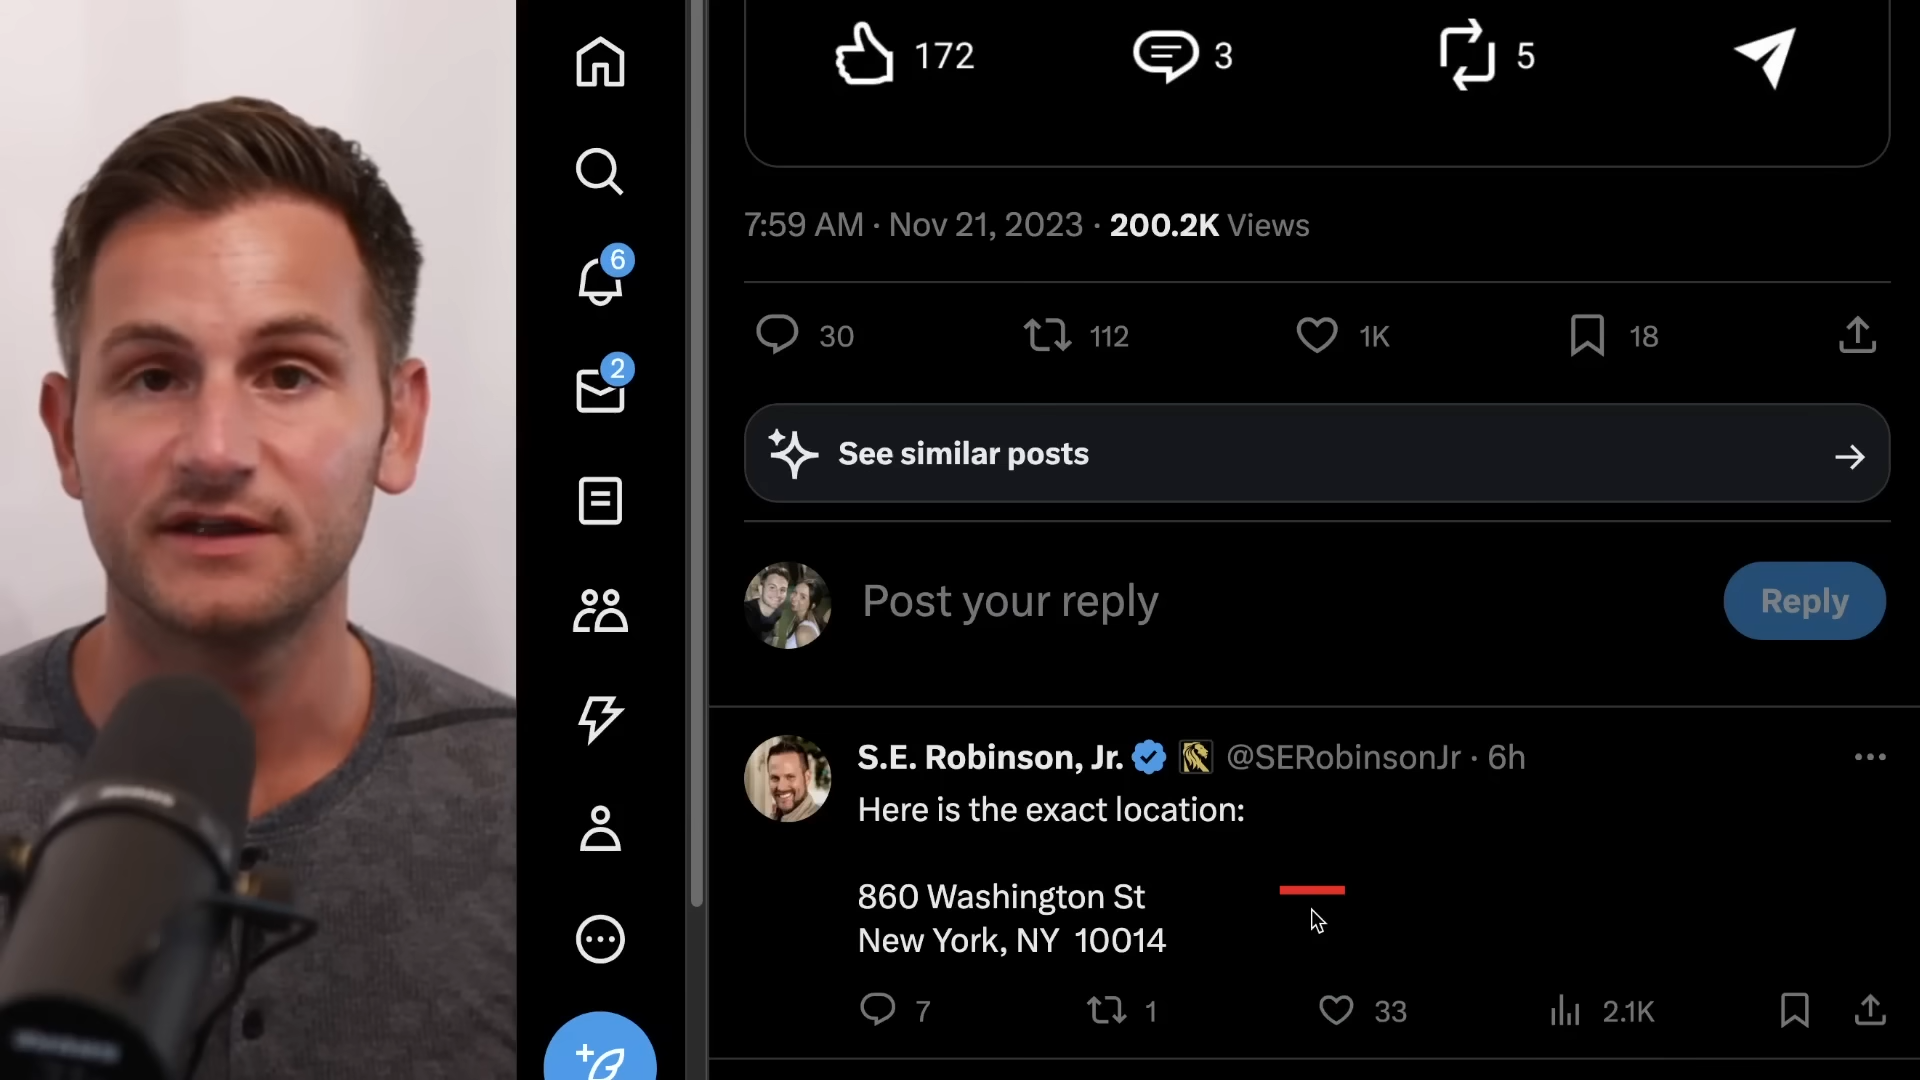 172
3
5
7:59 AM · Nov 21, 2023 · 200.2K Views
6
2
30
112
1K
18
See similar posts
Post your reply
Reply
S.E. Robinson, Jr. @SERobinsonJr · 6h
Here is the exact location:
860 Washington St
New York, NY 10014
7
1
33
2.1K